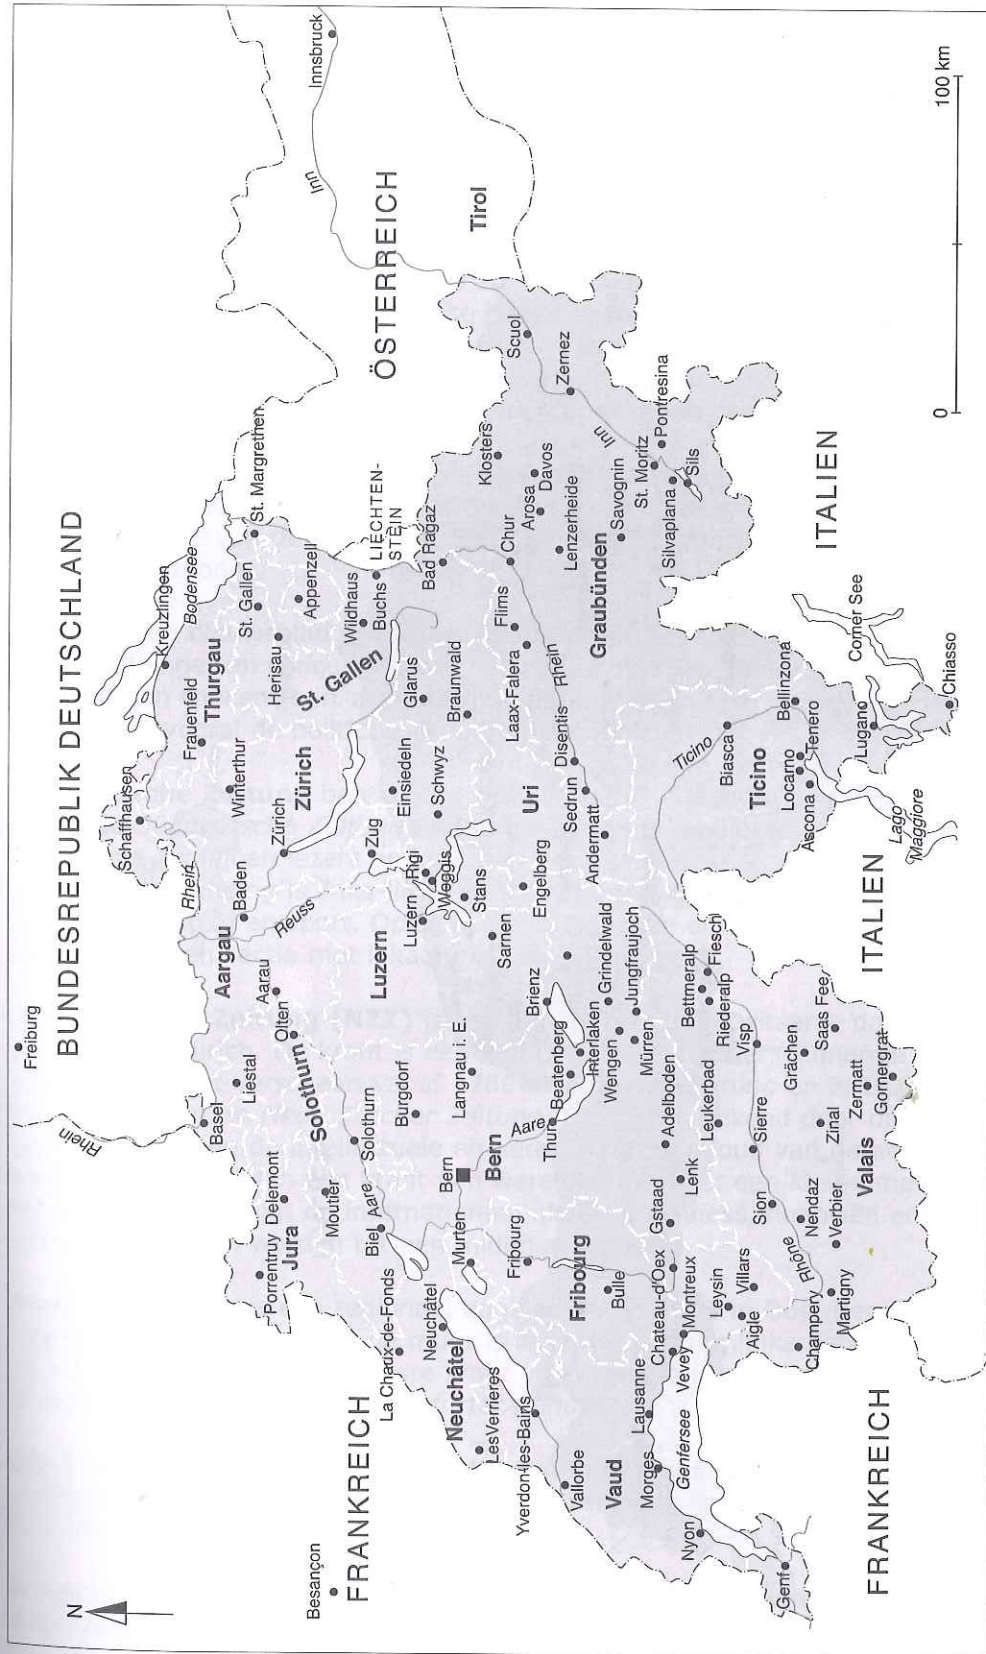 N
Freiburg
BUNDESREPUBLIK DEUTSCHLAND
Rhein
Schaffhausen
Kreuzlingen
Bodensee
Rhein
Frauenfeld
Thurgau
Basel
Aargau
Baden
Winterthur
St. Gallen
St. Margrethen
Porrentruy
Delemont
Liestal
Aarau
Zürich
Herisau
Appenzell
Jura
Olten
Reuss
Zürich
Besançon
Moutier
Solothurn
St. Gallen
Wildhaus
Innsbruck
Inn
FRANKREICH
Biel
Aare
Solothurn
Luzern
Zug
Buchs
LIECHTEN-
STEIN
ÖSTERREICH
La Chaux-de-Fonds
Burgdorf
Luzern
Rigi
Einsiedeln
Glarus
Bad Ragaz
Neuchâtel
Neuchâtel
Murten
Bern
Bern
Langnau i. E.
Weggis
Schwyz
Braunwald
Tirol
Les Verrieres
Stans
Klosters
Yverdon-les-Bains
Fribourg
Sarnen
Engelberg
Uri
Flims
Laax-Falera
Chur
Arosa
Davos
Scuol
Vallorbe
Fribourg
Aare
Thun
Beatenberg
Brienz
Interlaken
Sedrun
Disentis
Rhein
Lenzerheide
Zernez
Vaud
Bulle
Wengen
Grindelwald
Andermatt
Graubünden
Savognin
Inn
Morges
Lausanne
Chateau-d'Oex
Gstaad
Adelboden
Mürren
Jungfraujoch
St. Moritz
Pontresina
Genfersee
Nyon
Vevey
Montreux
Lenk
Leukerbad
Bettmeralp
Riederalp
Fiesch
Ticino
Silvaplana
Sils
Leysin
Aigle
Villars
Sion
Sierre
Visp
Biasca
Genf
Champery
Rhône
Nendaz
Grächen
Ticino
Locarno
Tenero
Bellinzona
Martigny
Verbier
Zinal
Saas Fee
Ascona
Zermatt
Gornergrat
Valais
Lugano
Comer See
FRANKREICH
ITALIEN
Lago
Maggiore
Chiasso
ITALIEN
0
100 km